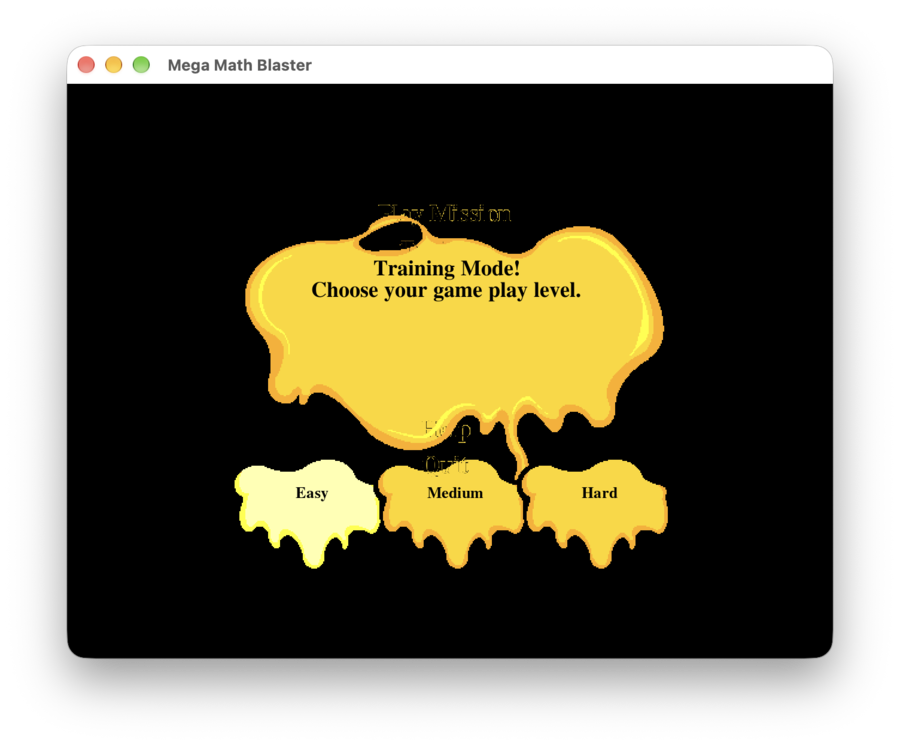 Mega Math Blaster
Play Mission
Training Mode!
Choose your game play level.
Help
Quit
Easy
Medium
Hard